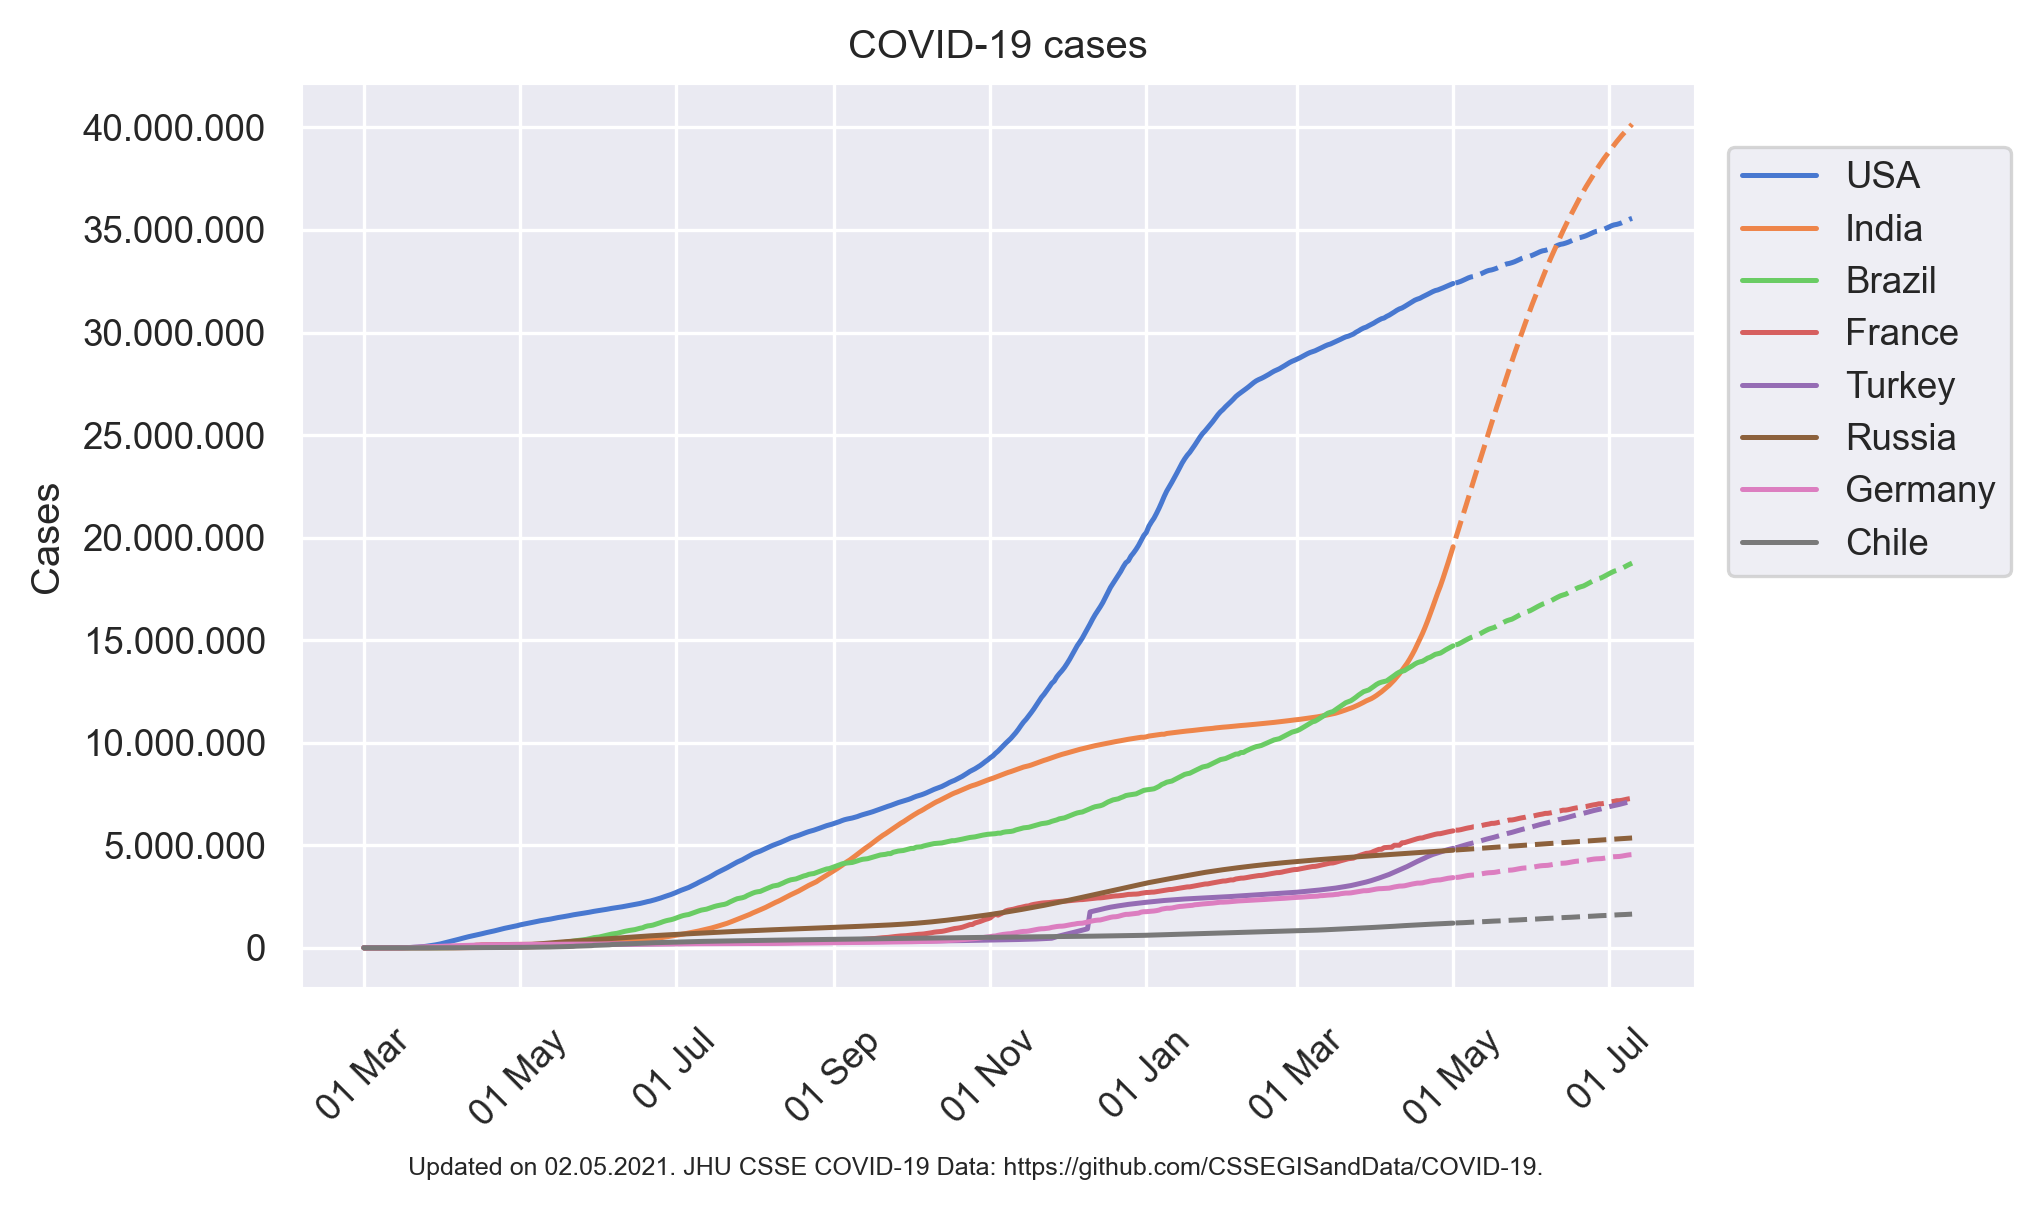 COVID-19 cases
40.000.000
35.000.000
30.000.000
25.000.000
20.000.000
15.000.000
10.000.000
5.000.000
0
Cases
01 Mar
01 May
01 Jul
01 Sep
01 Nov
01 Jan
01 Mar
01 May
01 Jul
USA
India
Brazil
France
Turkey
Russia
Germany
Chile
Updated on 02.05.2021. JHU CSSE COVID-19 Data: https://github.com/CSSEGISandData/COVID-19.